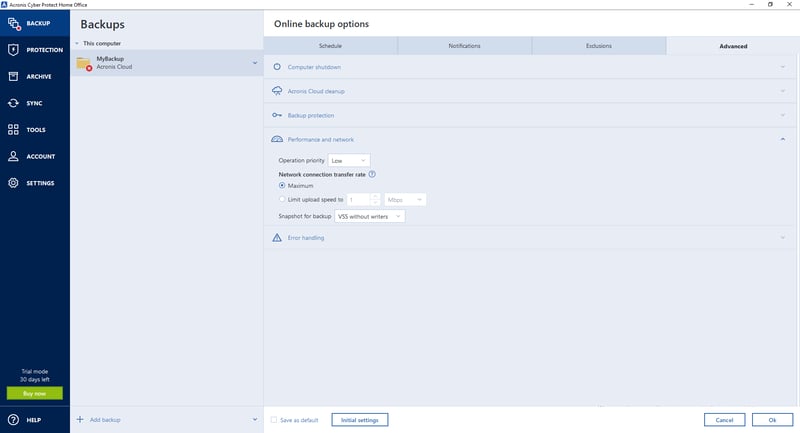 Acronis Cyber Protect Home Office
BACKUP
PROTECTION
ARCHIVE
SYNC
TOOLS
ACCOUNT
SETTINGS
Trial mode
30 days left
Buy now
HELP
Backups
This computer
MyBackup
Acronis Cloud
Add backup
Online backup options
Schedule
Notifications
Exclusions
Advanced
Computer shutdown
Acronis Cloud cleanup
Backup protection
Performance and network
Operation priority Low
Network connection transfer rate ?
Maximum
Limit upload speed to 1 Mbps
Snapshot for backup VSS without writers
Error handling
Save as default
Initial settings
Cancel
Ok